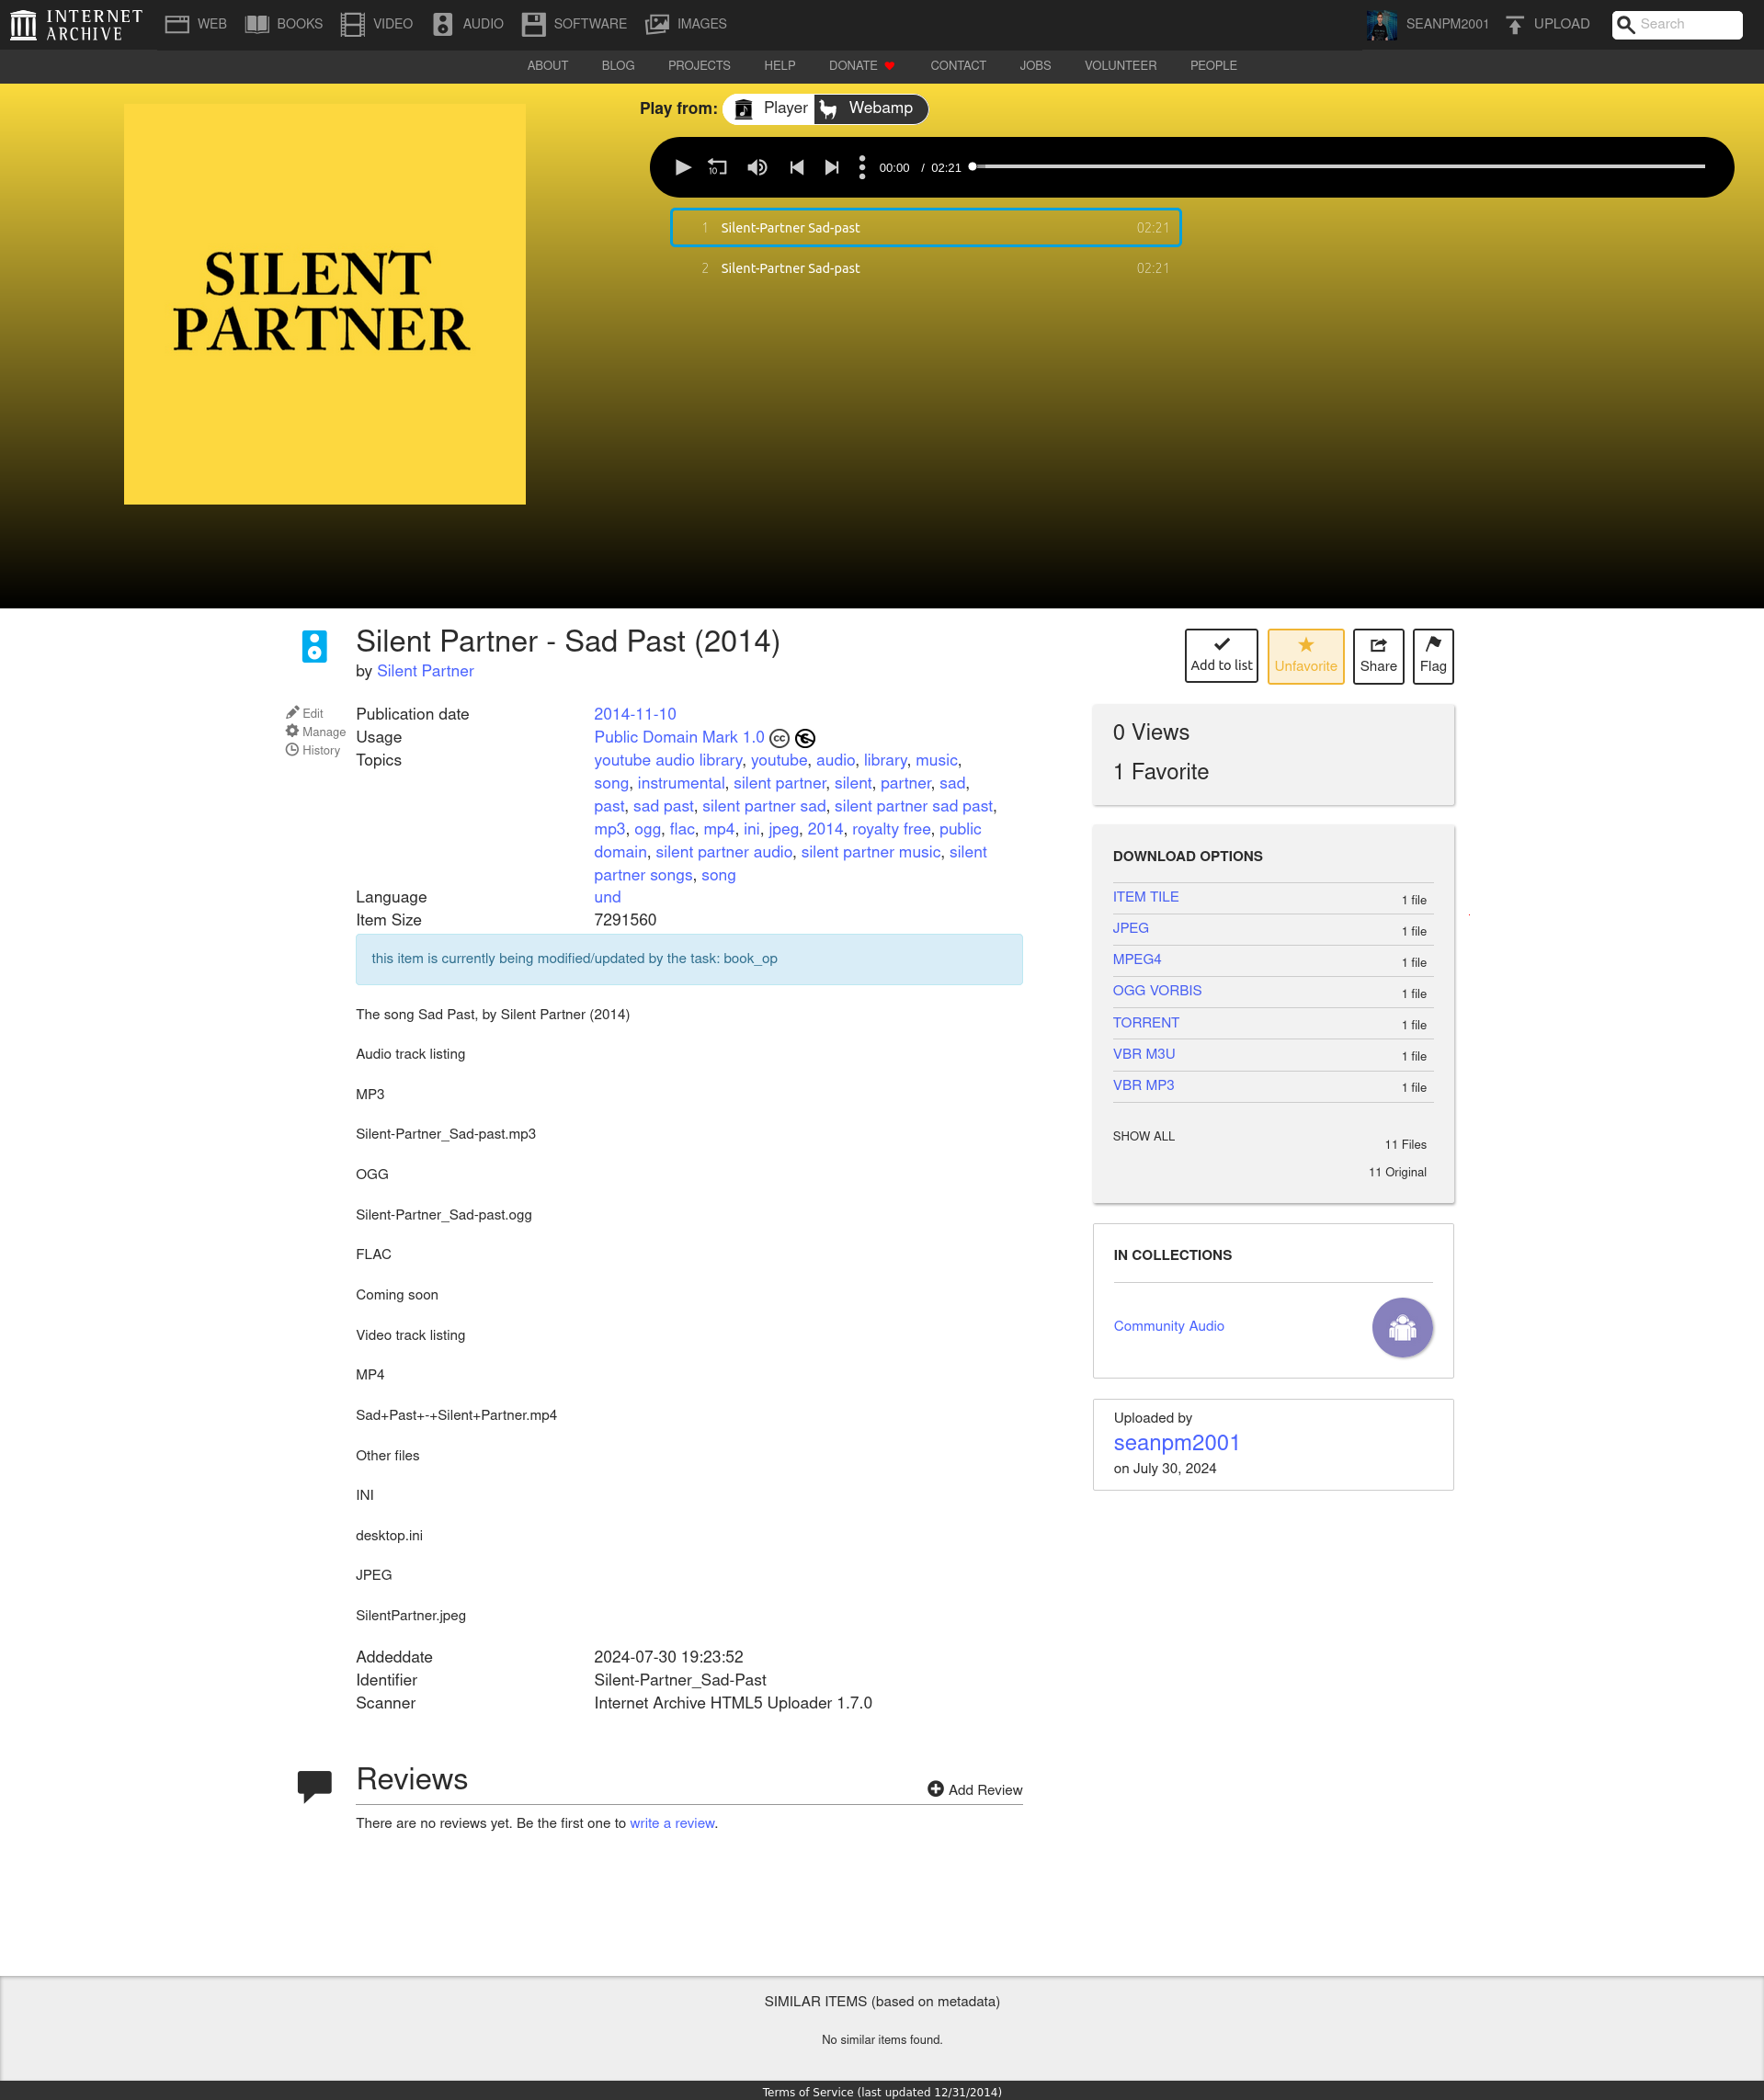 INTERNET ARCHIVE
WEB BOOKS VIDEO AUDIO SOFTWARE IMAGES SEANPM2001 UPLOAD Search
ABOUT BLOG PROJECTS HELP DONATE CONTACT JOBS VOLUNTEER PEOPLE
Play from: Player Webamp
10 00:00 / 02:21
1 Silent-Partner Sad-past 02:21
2 Silent-Partner Sad-past 02:21
SILENT
PARTNER
Silent Partner - Sad Past (2014)
by Silent Partner
Add to list Unfavorite Share Flag
Edit
Manage
History
Publication date 2014-11-10
Usage Public Domain Mark 1.0 cc
Topics youtube audio library, youtube, audio, library, music,
song, instrumental, silent partner, silent, partner, sad,
past, sad past, silent partner sad, silent partner sad past,
mp3, ogg, flac, mp4, ini, jpeg, 2014, royalty free, public
domain, silent partner audio, silent partner music, silent
partner songs, song
Language und
Item Size 7291560
this item is currently being modified/updated by the task: book_op
The song Sad Past, by Silent Partner (2014)
Audio track listing
MP3
Silent-Partner_Sad-past.mp3
OGG
Silent-Partner_Sad-past.ogg
FLAC
Coming soon
Video track listing
MP4
Sad+Past+-+Silent+Partner.mp4
Other files
INI
desktop.ini
JPEG
SilentPartner.jpeg
Addeddate 2024-07-30 19:23:52
Identifier Silent-Partner_Sad-Past
Scanner Internet Archive HTML5 Uploader 1.7.0
0 Views
1 Favorite
DOWNLOAD OPTIONS
ITEM TILE 1 file
JPEG 1 file
MPEG4 1 file
OGG VORBIS 1 file
TORRENT 1 file
VBR M3U 1 file
VBR MP3 1 file
SHOW ALL 11 Files
11 Original
IN COLLECTIONS
Community Audio
Uploaded by
seanpm2001
on July 30, 2024
Reviews
Add Review
There are no reviews yet. Be the first one to write a review.
SIMILAR ITEMS (based on metadata)
No similar items found.
Terms of Service (last updated 12/31/2014)